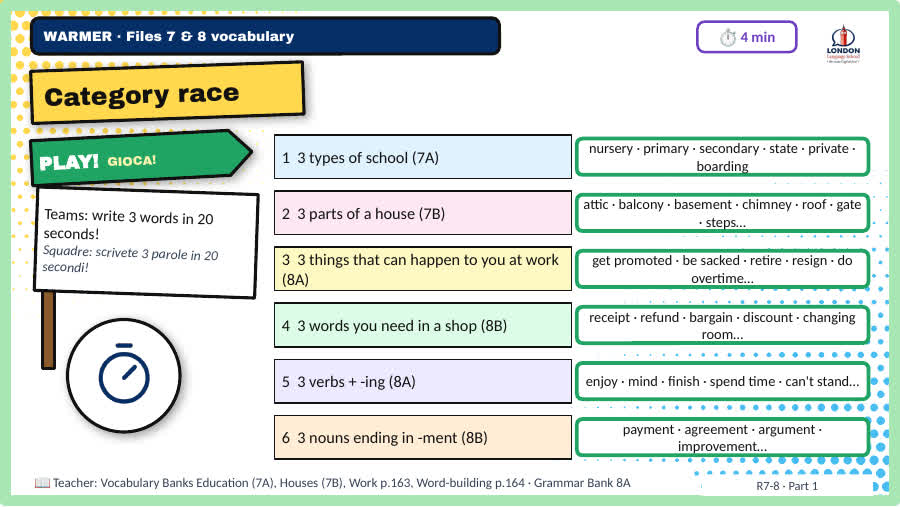 WARMER · Files 7 & 8 vocabulary
⏱️ 4 min
LONDON
Language School
Category race
PLAY! GIOCA!
Teams: write 3 words in 20
seconds!
Squadre: scrivete 3 parole in 20
secondi!
1 3 types of school (7A)
nursery · primary · secondary · state · private ·
boarding
2 3 parts of a house (7B)
attic · balcony · basement · chimney · roof · gate
· steps...
3 3 things that can happen to you at work
(8A)
get promoted · be sacked · retire · resign · do
overtime...
4 3 words you need in a shop (8B)
receipt · refund · bargain · discount · changing
room...
5 3 verbs + -ing (8A)
enjoy · mind · finish · spend time · can't stand...
6 3 nouns ending in -ment (8B)
payment · agreement · argument ·
improvement...
📖 Teacher: Vocabulary Banks Education (7A), Houses (7B), Work p.163, Word-building p.164 · Grammar Bank 8A
R7-8 · Part 1